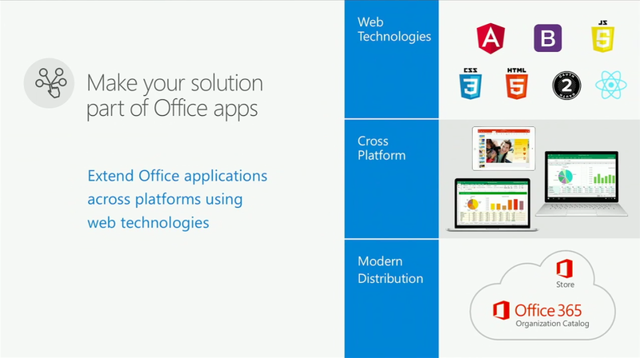 Make your solution
part of Office apps
Extend Office applications
across platforms using
web technologies
Web
Technologies
A
B
JS
5
CSS
3
HTML
5
2
Cross
Platform
Modern
Distribution
Store
Office 365
Organization Catalog